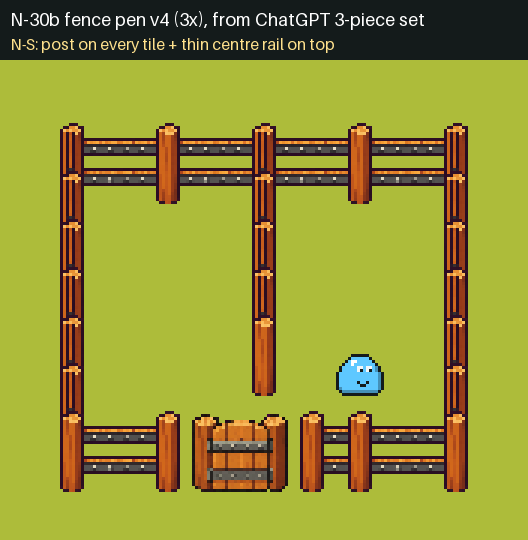 N-30b fence pen v4 (3x), from ChatGPT 3-piece set
N-S: post on every tile + thin centre rail on top